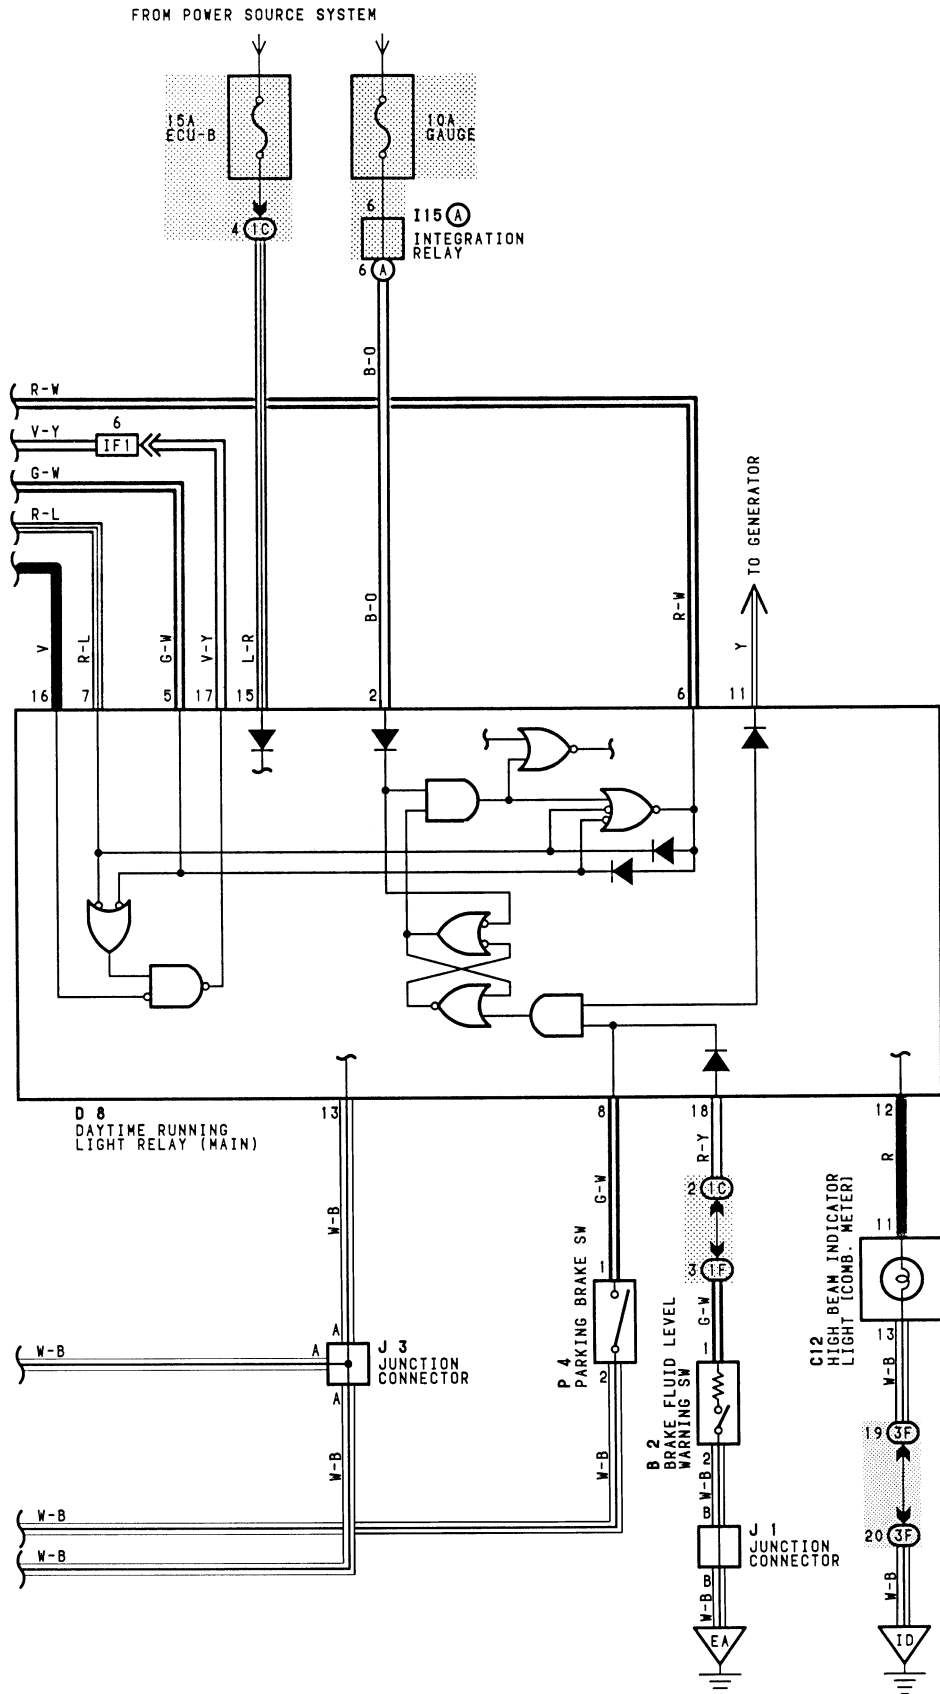 FROM POWER SOURCE SYSTEM
15A
ECU-B
10A
GAUGE
4 1C
6
I15 A
INTEGRATION
RELAY
6 A
B-O
R-W
6
V-Y
IF1
G-W
R-L
TO GENERATOR
V
R-L
G-W
V-Y
L-R
B-O
R-W
Y
16
7
5
17
15
2
6
11
D 8
DAYTIME RUNNING
LIGHT RELAY (MAIN)
13
8
18
12
W-B
G-W
R-Y
R
2 1C
3 1F
11
C12
HIGH BEAM INDICATOR
LIGHT [COMB. METER]
13
W-B
A
W-B
A
J 3
JUNCTION
CONNECTOR
A
W-B
1
P 4
PARKING BRAKE SW
2
W-B
G-W
1
B 2
BRAKE FLUID LEVEL
WARNING SW
2
W-B
B
J 1
JUNCTION
CONNECTOR
B
W-B
EA
19 3F
20 3F
W-B
ID
W-B
W-B